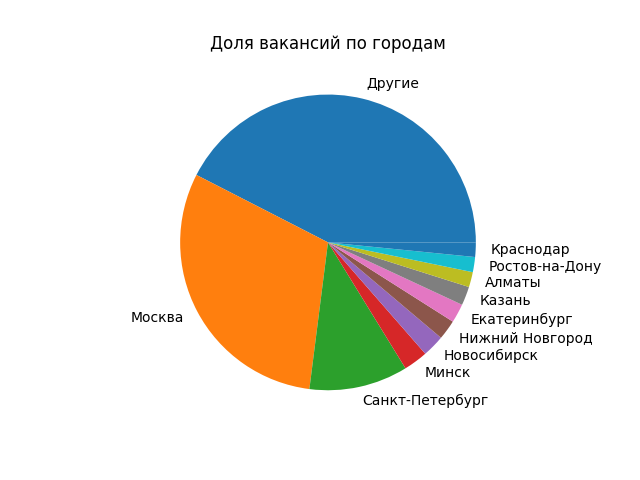 Доля вакансий по городам
Другие
Краснодар
Ростов-на-Дону
Алматы
Казань
Екатеринбург
Москва
Нижний Новгород
Новосибирск
Минск
Санкт-Петербург